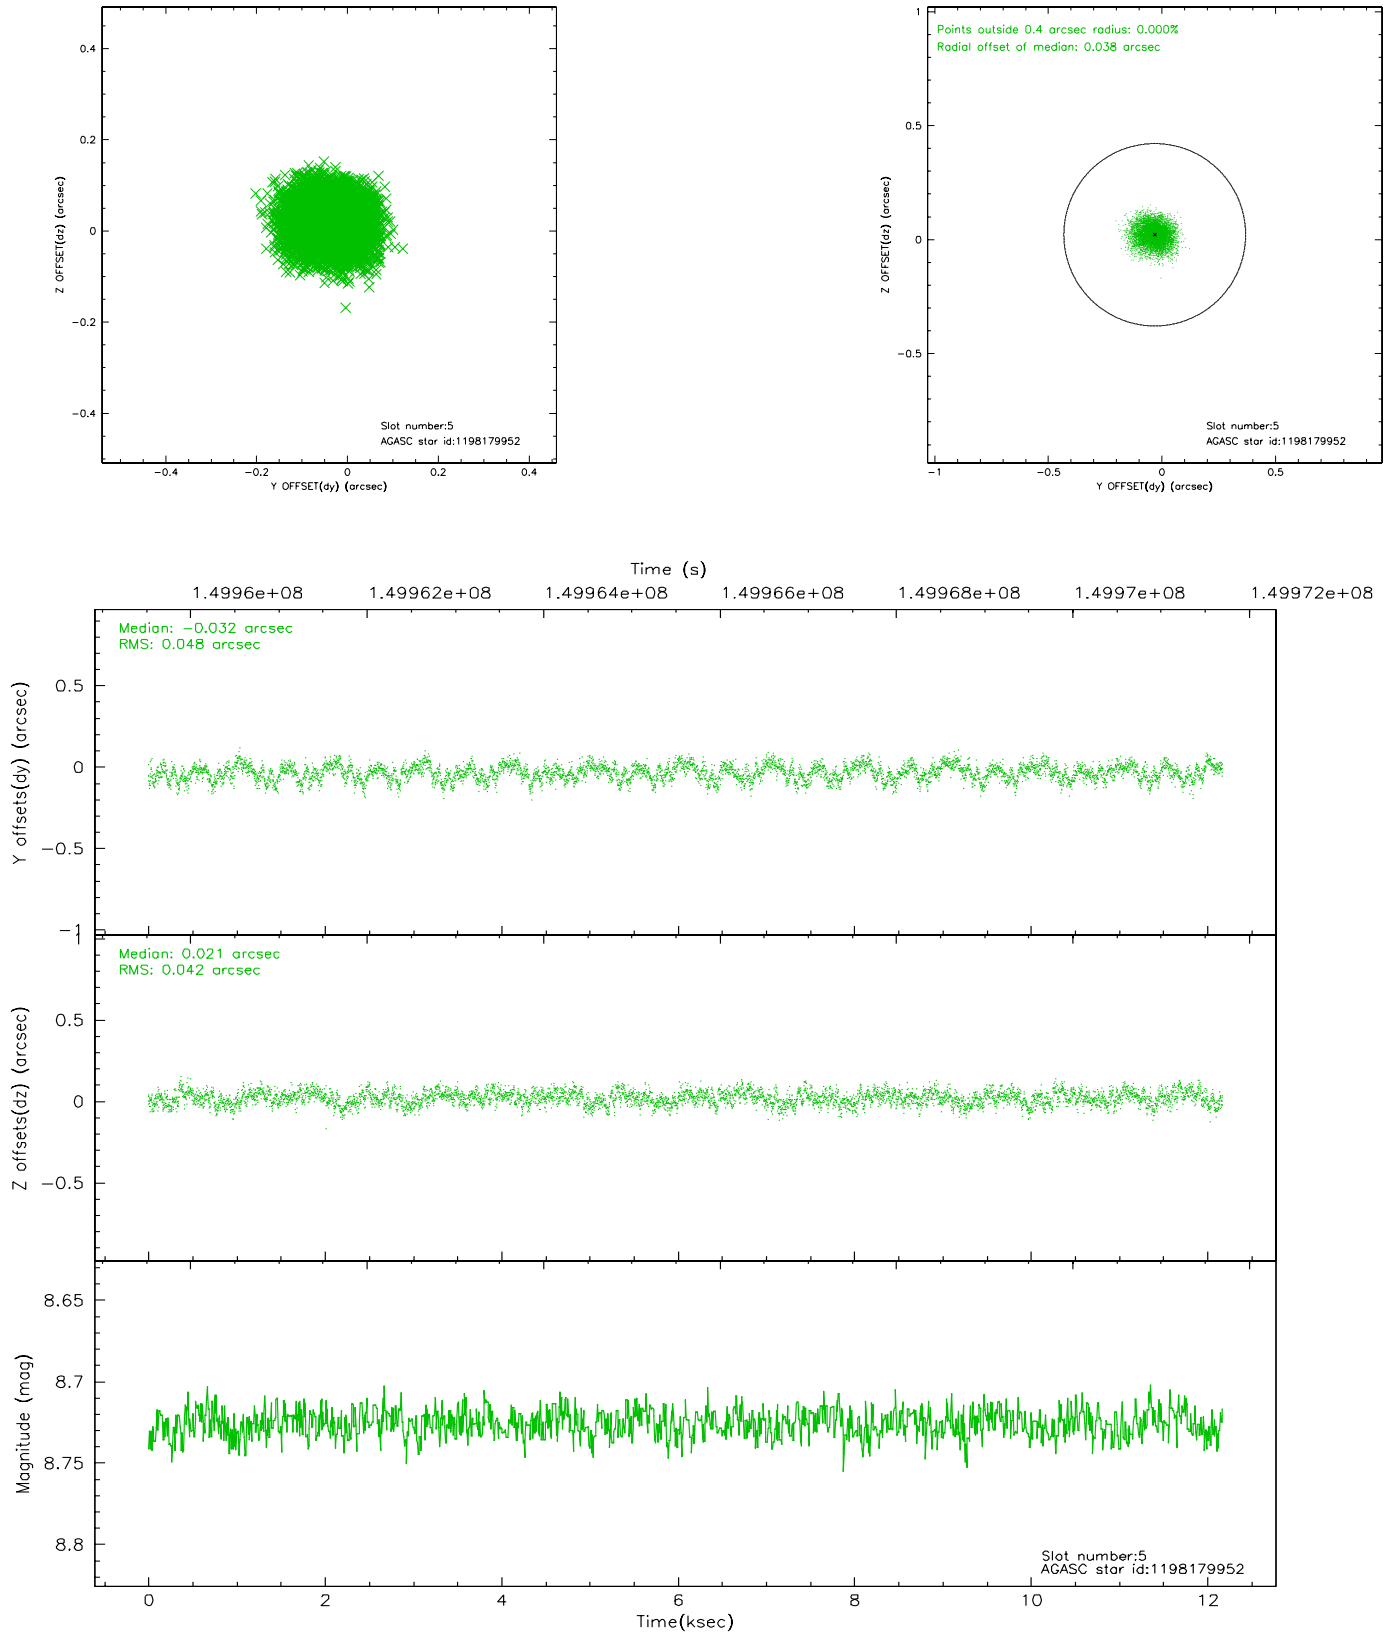 0.4
0.2
0
−0.2
−0.4
Z OFFSET(dz) (arcsec)
Slot number:5
AGASC star id:1198179952
−0.4 −0.2 0 0.2 0.4
Y OFFSET(dy) (arcsec)
Points outside 0.4 arcsec radius: 0.000%
Radial offset of median: 0.038 arcsec
1
0.5
0
−0.5
Z OFFSET(dz) (arcsec)
Slot number:5
AGASC star id:1198179952
−1 −0.5 0 0.5
Y OFFSET(dy) (arcsec)
Time (s)
1.4996e+08 1.49962e+08 1.49964e+08 1.49966e+08 1.49968e+08 1.4997e+08 1.49972e+08
Median: −0.032 arcsec
RMS: 0.048 arcsec
0.5
0
−0.5
−1
Y offsets(dy) (arcsec)
Median: 0.021 arcsec
RMS: 0.042 arcsec
1
0.5
0
−0.5
Z offsets(dz) (arcsec)
8.65
8.7
8.75
8.8
Magnitude (mag)
Slot number:5
AGASC star id:1198179952
0 2 4 6 8 10 12
Time(ksec)